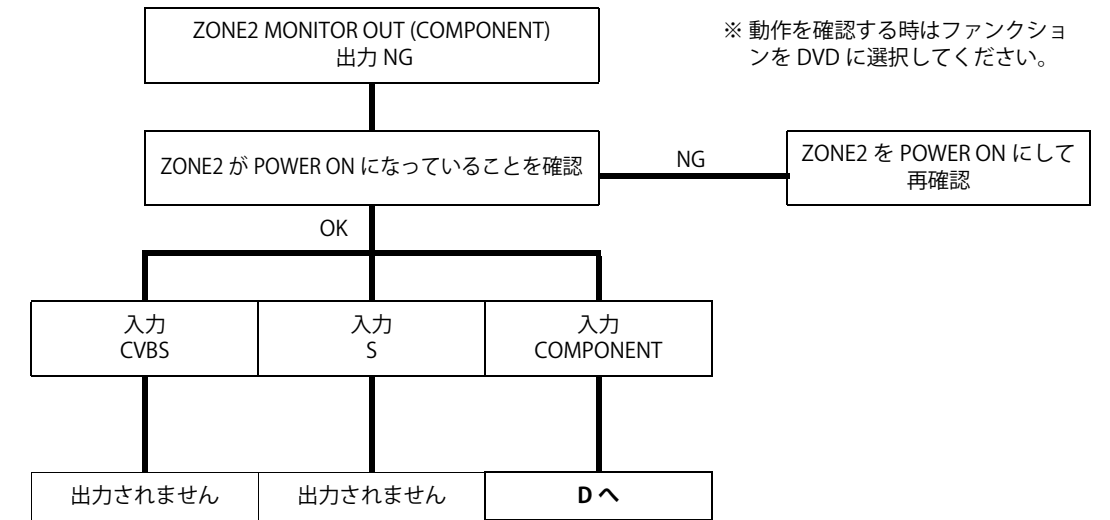 ZONE2 MONITOR OUT (COMPONENT)
出力 NG
※ 動作を確認する時はファンクショ
ンを DVD に選択してください。
ZONE2 が POWER ON になっていることを確認
NG
ZONE2 を POWER ON にして
再確認
OK
入力
CVBS
入力
S
入力
COMPONENT
出力されません
出力されません
D へ